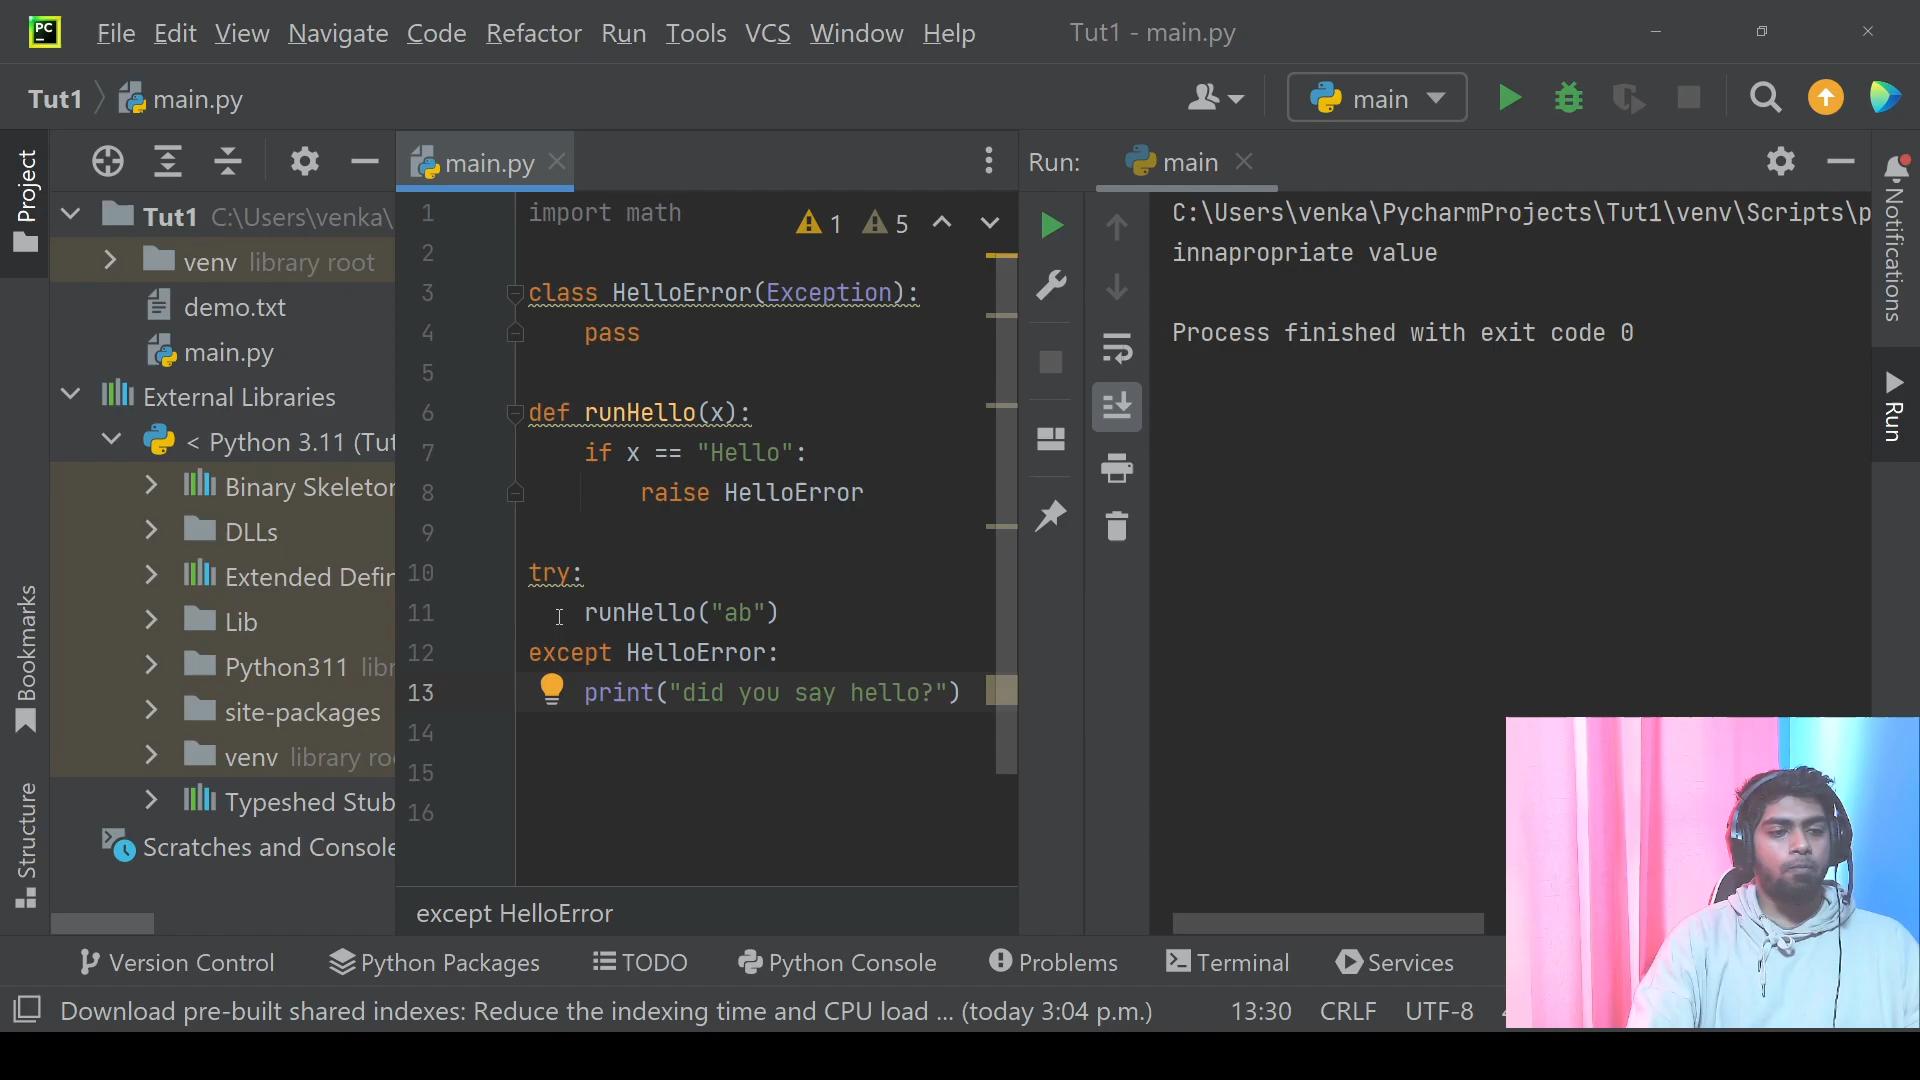 PC File Edit View Navigate Code Refactor Run Tools VCS Window Help Tut1 - main.py
Tut1 main.py main
Project
main.py
Run: main
Tut1 C:\Users\venka\
venv library root
demo.txt
main.py
External Libraries
< Python 3.11 (Tut
Binary Skeletor
DLLs
Extended Defir
Lib
Python311 libr
site-packages
venv library ro
Typeshed Stub
Scratches and Console
Bookmarks
Structure
1 import math
1 5
2
3 class HelloError(Exception):
4 pass
5
6 def runHello(x):
7 if x == "Hello":
8 raise HelloError
9
10 try:
11 runHello("ab")
12 except HelloError:
13 print("did you say hello?")
14
15
16
except HelloError
C:\Users\venka\PycharmProjects\Tut1\venv\Scripts\p
innapropriate value
Process finished with exit code 0
Notifications
Run
Version Control Python Packages TODO Python Console Problems Terminal Services
Download pre-built shared indexes: Reduce the indexing time and CPU load ... (today 3:04 p.m.) 13:30 CRLF UTF-8